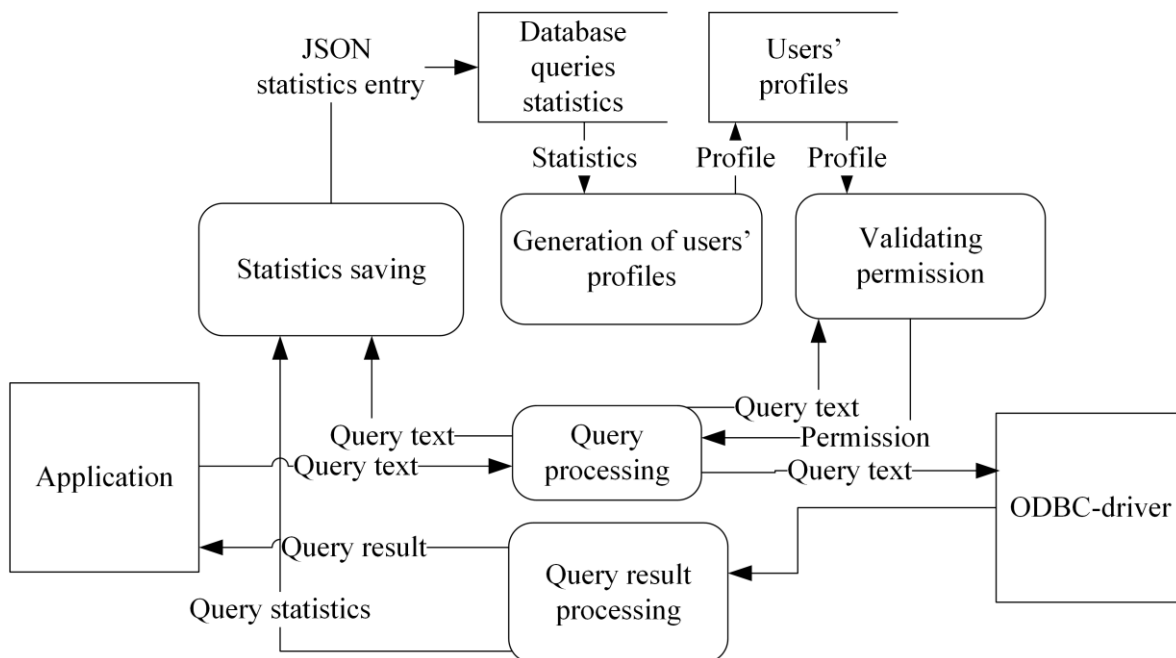 JSON
statistics entry
Database
queries
statistics
Users’
profiles
Statistics
Profile
Profile
Statistics saving
Generation of users’
profiles
Validating
permission
Application
Query text
Query text
Query
processing
Query text
Permission
Query text
ODBC-driver
Query result
Query result
processing
Query statistics